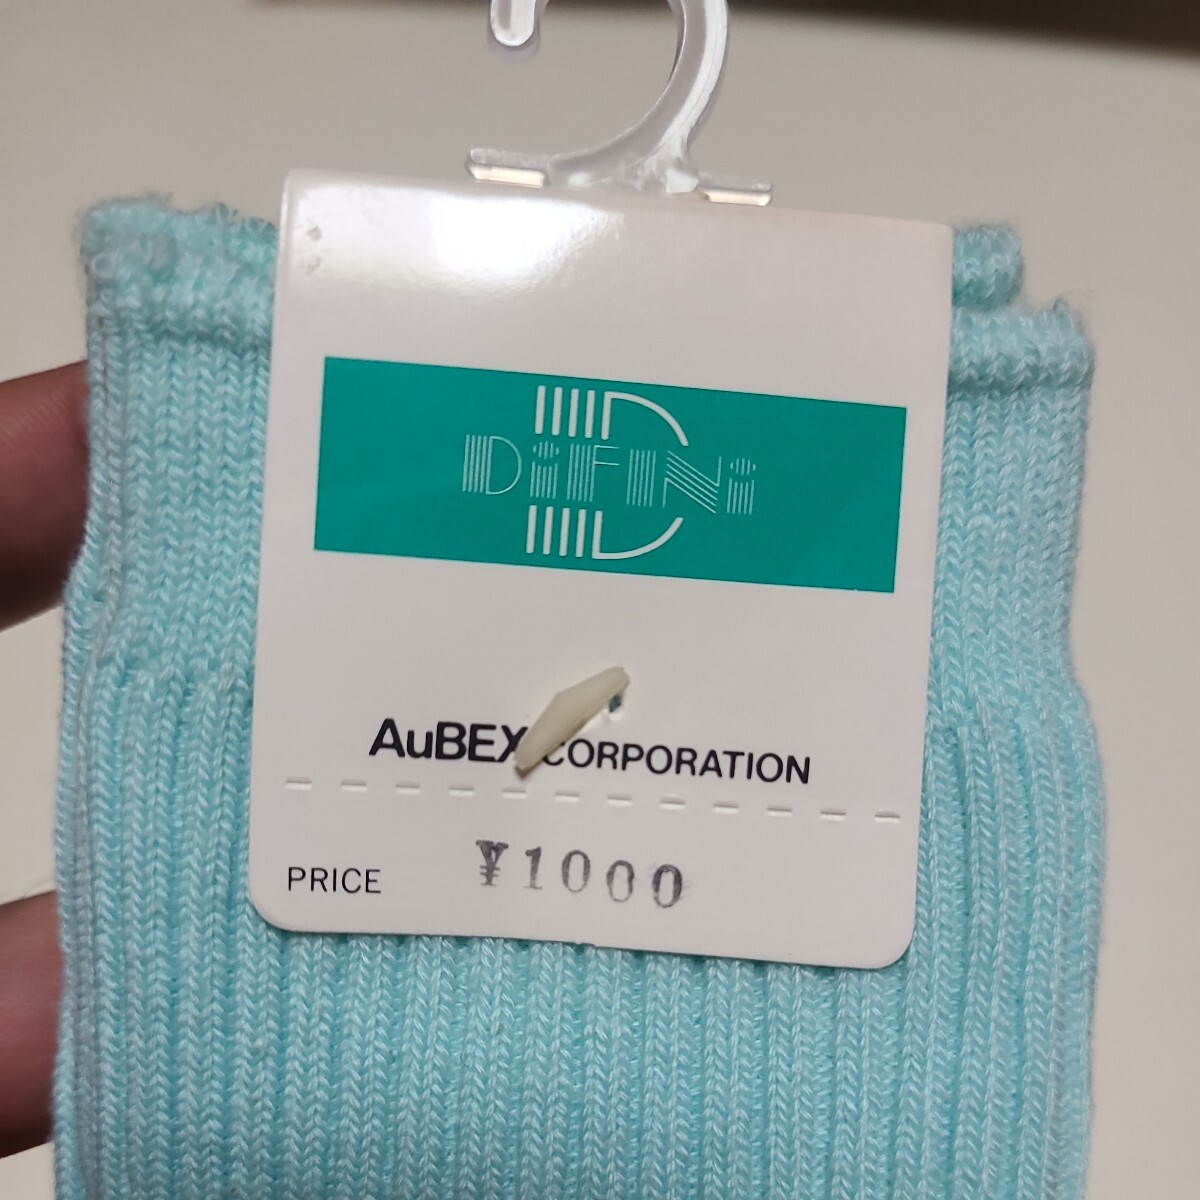 DiFiNi
AuBEX CORPORATION
PRICE ¥1000